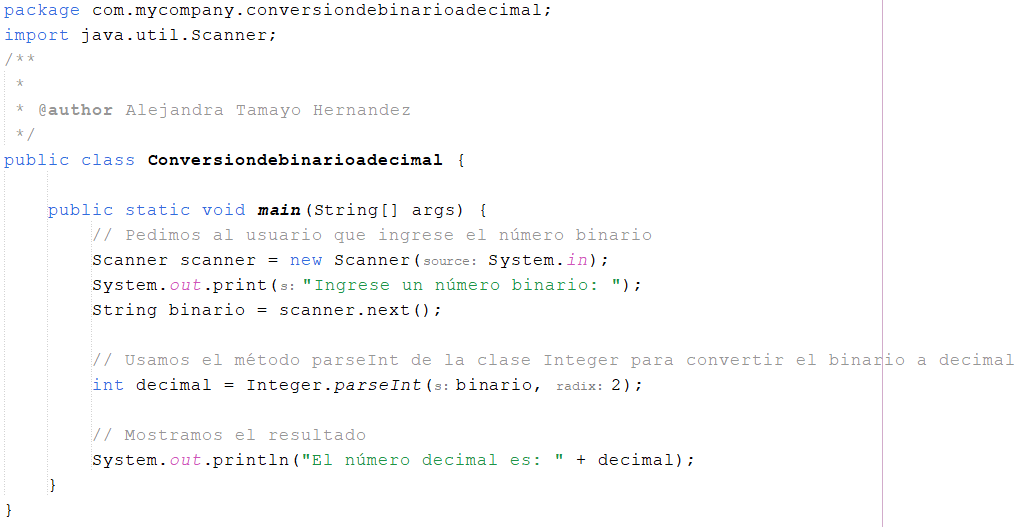 package com.mycompany.conversiondebinarioadecimal;
import java.util.Scanner;
/**
 *
 * @author Alejandra Tamayo Hernandez
 */
public class Conversiondebinarioadecimal {

    public static void main(String[] args) {
        // Pedimos al usuario que ingrese el número binario
        Scanner scanner = new Scanner(source: System.in);
        System.out.print(s: "Ingrese un número binario: ");
        String binario = scanner.next();

        // Usamos el método parseInt de la clase Integer para convertir el binario a decimal
        int decimal = Integer.parseInt(s: binario, radix: 2);

        // Mostramos el resultado
        System.out.println("El número decimal es: " + decimal);
    }
}